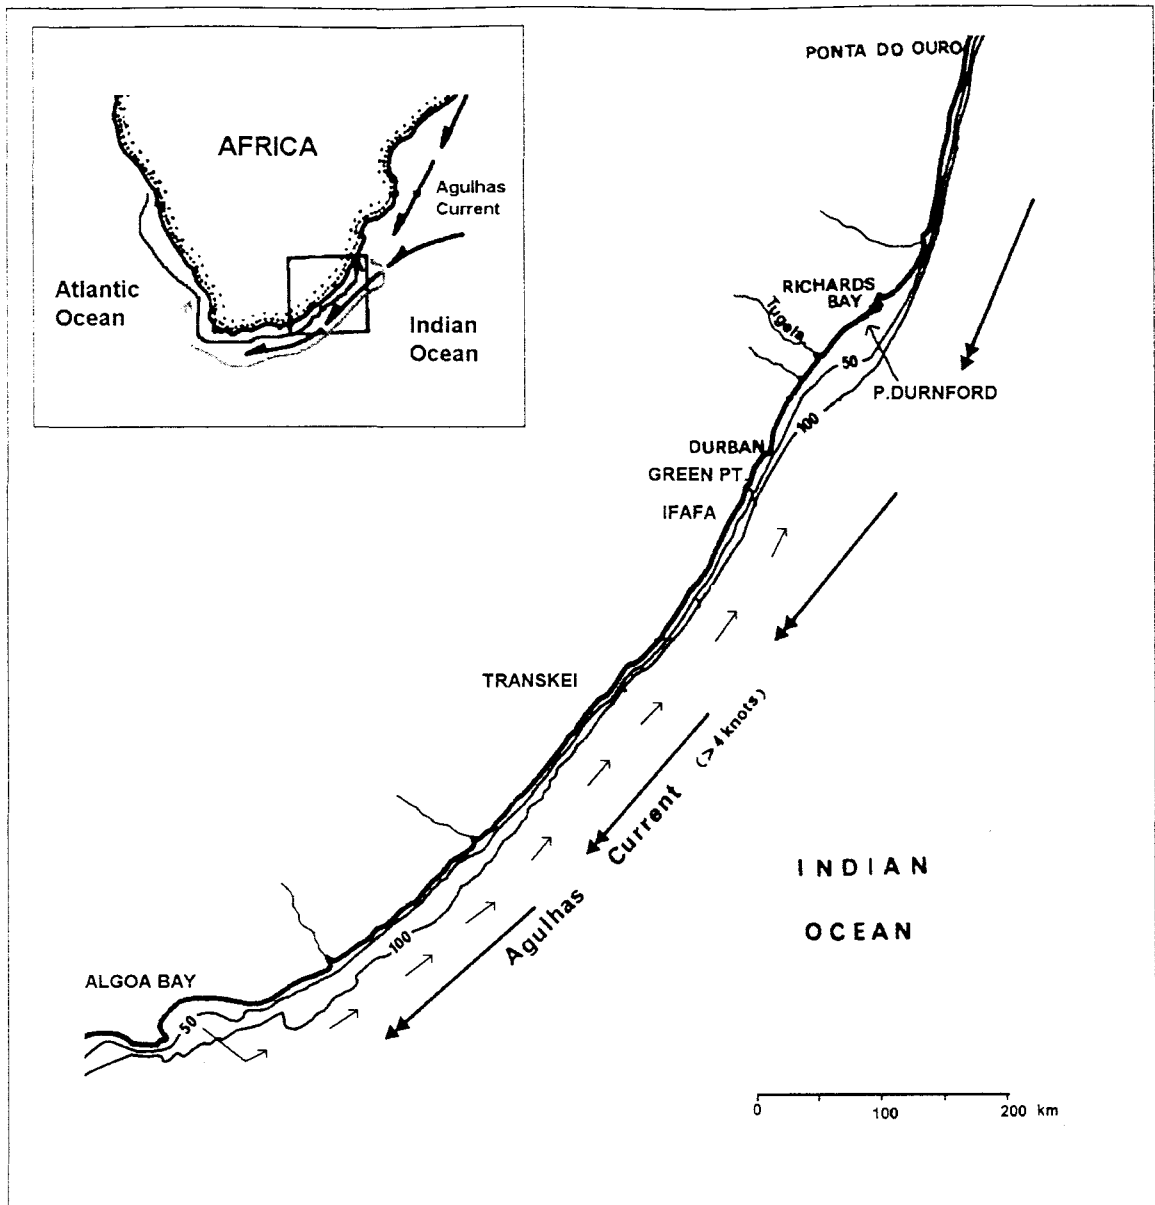 AFRICA
Agulhas
Current
Atlantic
Ocean
Indian
Ocean
PONTA DO OURO
RICHARDS
BAY
Tugela
50
P.DURNFORD
100
DURBAN
GREEN PT.
IFAFA
TRANSKEI
Agulhas Current (>4 knots)
INDIAN
OCEAN
100
ALGOA BAY
50
0 100 200 km